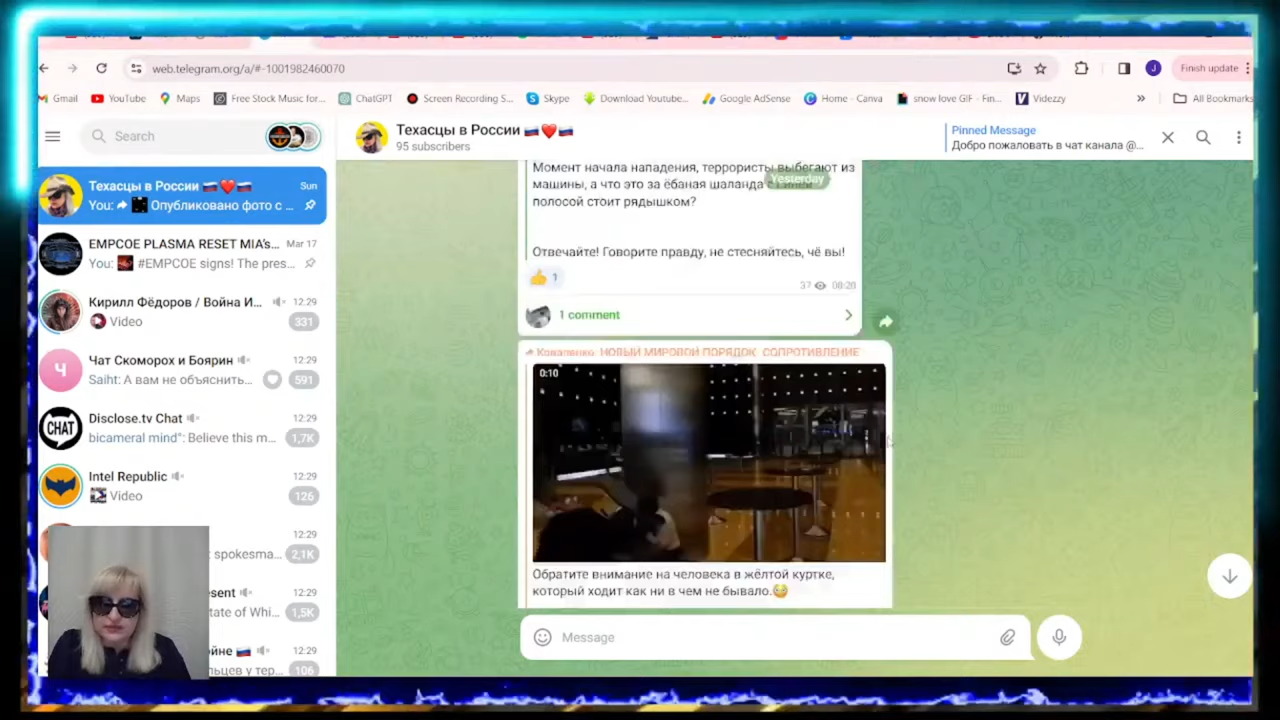 web.telegram.org/a/#-1001982460070
Finish update
Gmail
YouTube
Maps
Free Stock Music for...
ChatGPT
Screen Recording S...
Skype
Download Youtube...
Google AdSense
Home - Canva
snow love GIF - Fin...
Videzzy
»
All Bookmarks
Search
Техасцы в России 🇷🇺❤️🇷🇺
95 subscribers
Pinned Message
Добро пожаловать в чат канала @...
Техасцы в России 🇷🇺❤️🇷🇺
Sun
You: Опубликовано фото с ...
EMPCOE PLASMA RESET MIA's...
Mar 17
You: #EMPCOE signs! The pres...
Кирилл Фёдоров / Война И...
12:29
Video
331
Чат Скоморох и Боярин
12:29
Saiht: А вам не объяснить...
591
Disclose.tv Chat
12:29
CHAT
bicameral mind": Believe this m...
1,7K
Intel Republic
12:29
Video
126
12:29
spokesma...
2,1K
esent
12:29
tate of Whi...
1,5K
йне 🇷🇺
12:29
льцев у тер...
106
Момент начала нападения, террористы выбегают из
машины, а что это за ёбаная шаланда с синей
полосой стоит рядышком?
Yesterday
Отвечайте! Говорите правду, не стесняйтесь, чё вы!
👍 1
37 08:28
1 comment
Коваленко. НОВЫЙ МИРОВОЙ ПОРЯДОК. СОПРОТИВЛЕНИЕ
0:10
Обратите внимание на человека в жёлтой куртке,
который ходит как ни в чем не бывало.😳
Message